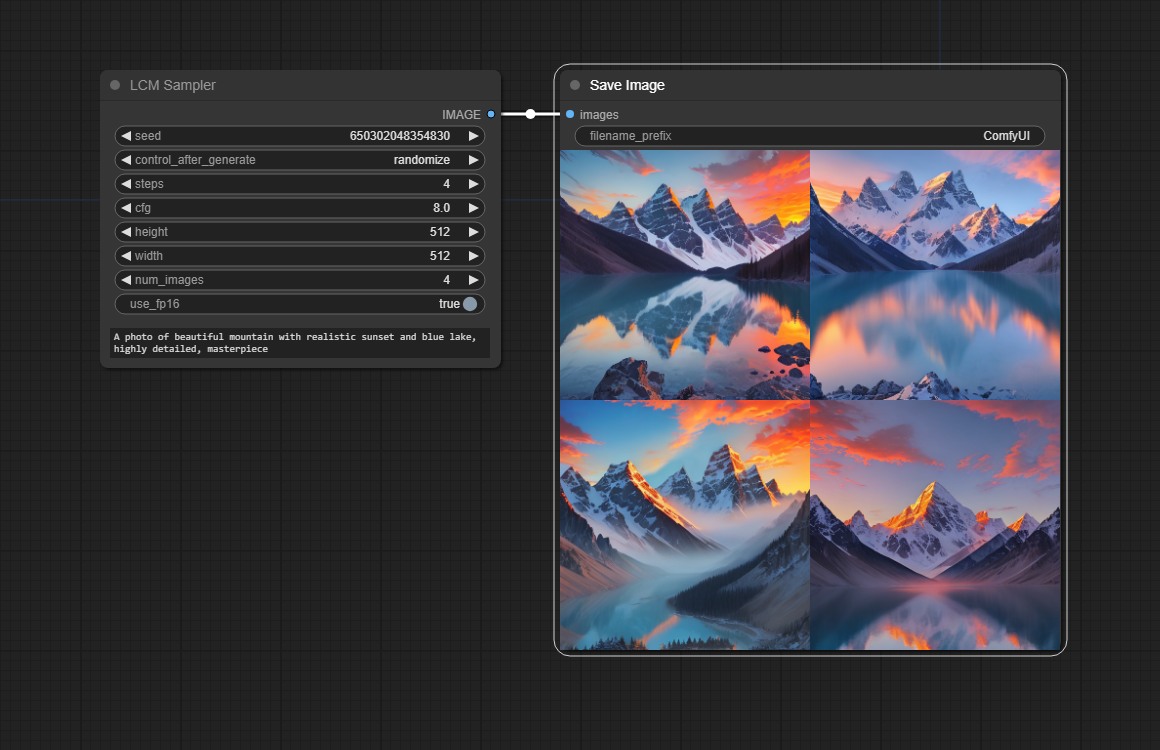 LCM Sampler
IMAGE
seed 650302048354830
control_after_generate randomize
steps 4
cfg 8.0
height 512
width 512
num_images 4
use_fp16 true
A photo of beautiful mountain with realistic sunset and blue lake,
highly detailed, masterpiece
Save Image
images
filename_prefix ComfyUI